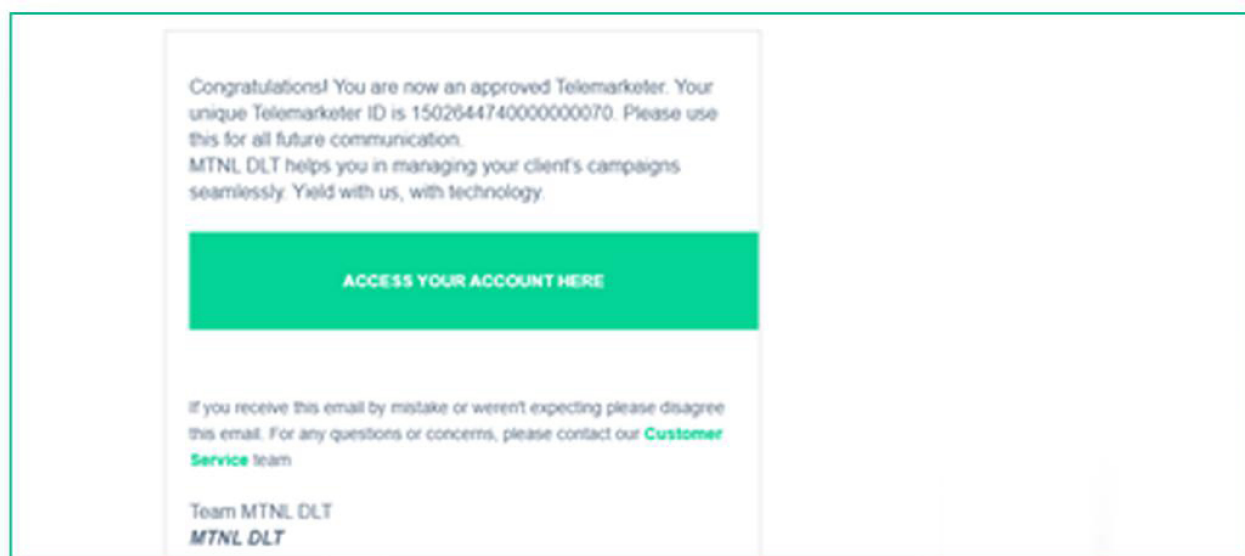 Congratulations! You are now an approved Telemarketer. Your
unique Telemarketer ID is 1502644740000000070. Please use
this for all future communication.
MTNL DLT helps you in managing your client's campaigns
seamlessly. Yield with us, with technology.
ACCESS YOUR ACCOUNT HERE
If you receive this email by mistake or weren't expecting please disagree
this email. For any questions or concerns, please contact our Customer
Service team
Team MTNL DLT
MTNL DLT